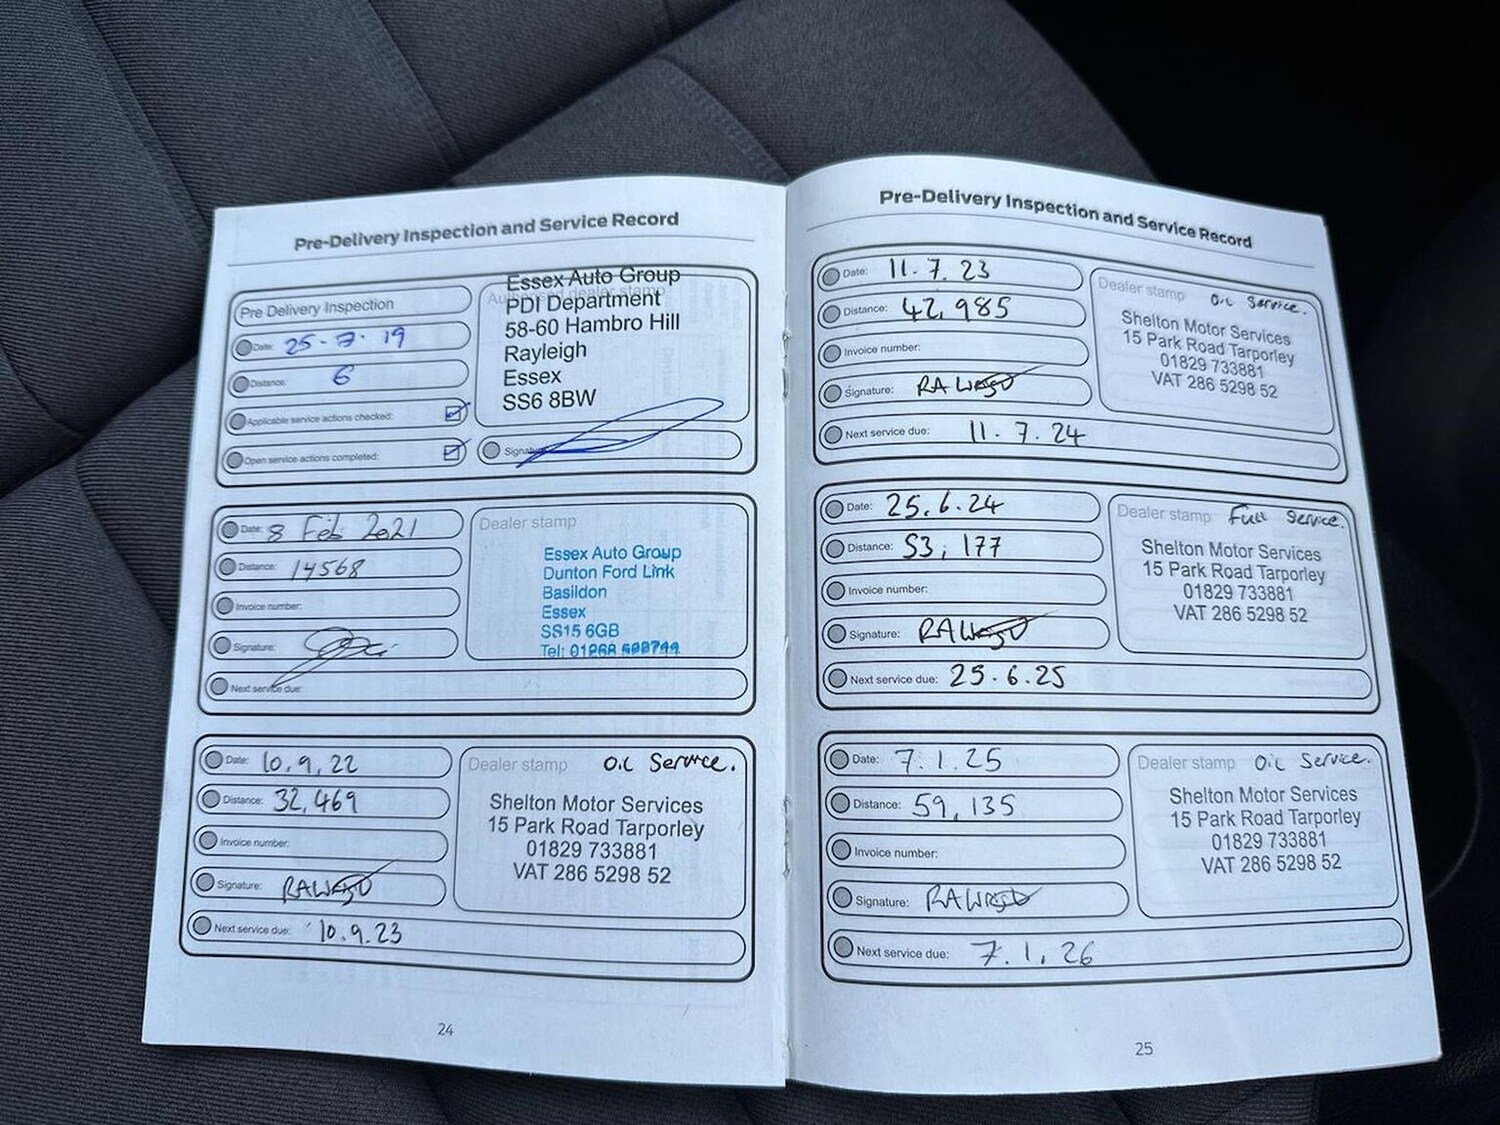 Pre-Delivery Inspection and Service Record
Pre Delivery Inspection
Date: 25-7-19
Distance: 6
Applicable service actions checked:
Open service actions completed:
Authorised dealer stamp
Essex Auto Group
PDI Department
58-60 Hambro Hill
Rayleigh
Essex
SS6 8BW
Signature
Date: 8 Feb 2021
Distance: 14568
Invoice number:
Signature:
Next service due:
Dealer stamp
Essex Auto Group
Dunton Ford Link
Basildon
Essex
SS15 6GB
Tel: 01268
Date: 10.9.22
Distance: 32,469
Invoice number:
Signature:
Next service due: 10.9.23
Dealer stamp Oil Service.
Shelton Motor Services
15 Park Road Tarporley
01829 733881
VAT 286 5298 52
24
Pre-Delivery Inspection and Service Record
Date: 11.7.23
Distance: 42,985
Invoice number:
Signature:
Next service due: 11.7.24
Dealer stamp Oil Service.
Shelton Motor Services
15 Park Road Tarporley
01829 733881
VAT 286 5298 52
Date: 25.6.24
Distance: 53,177
Invoice number:
Signature:
Next service due: 25.6.25
Dealer stamp Full Service.
Shelton Motor Services
15 Park Road Tarporley
01829 733881
VAT 286 5298 52
Date: 7.1.25
Distance: 59,135
Invoice number:
Signature:
Next service due: 7.1.26
Dealer stamp Oil Service.
Shelton Motor Services
15 Park Road Tarporley
01829 733881
VAT 286 5298 52
25